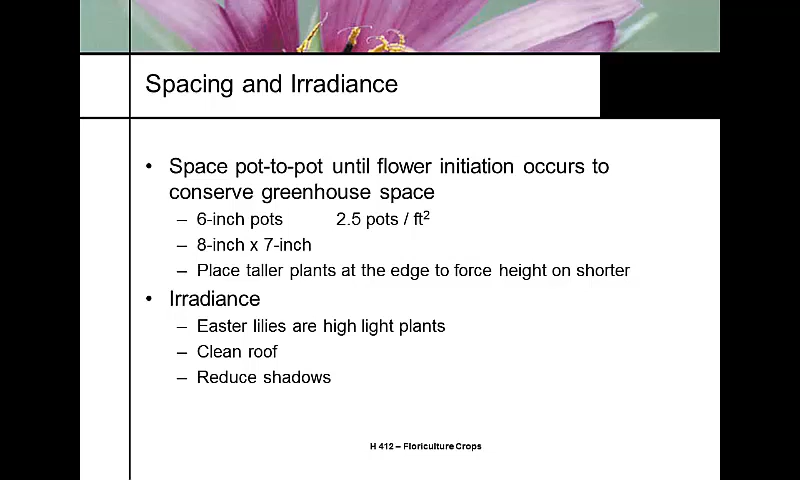 Spacing and Irradiance
• Space pot-to-pot until flower initiation occurs to
conserve greenhouse space
– 6-inch pots 2.5 pots / ft²
– 8-inch x 7-inch
– Place taller plants at the edge to force height on shorter
• Irradiance
– Easter lilies are high light plants
– Clean roof
– Reduce shadows
H 412 – Floriculture Crops